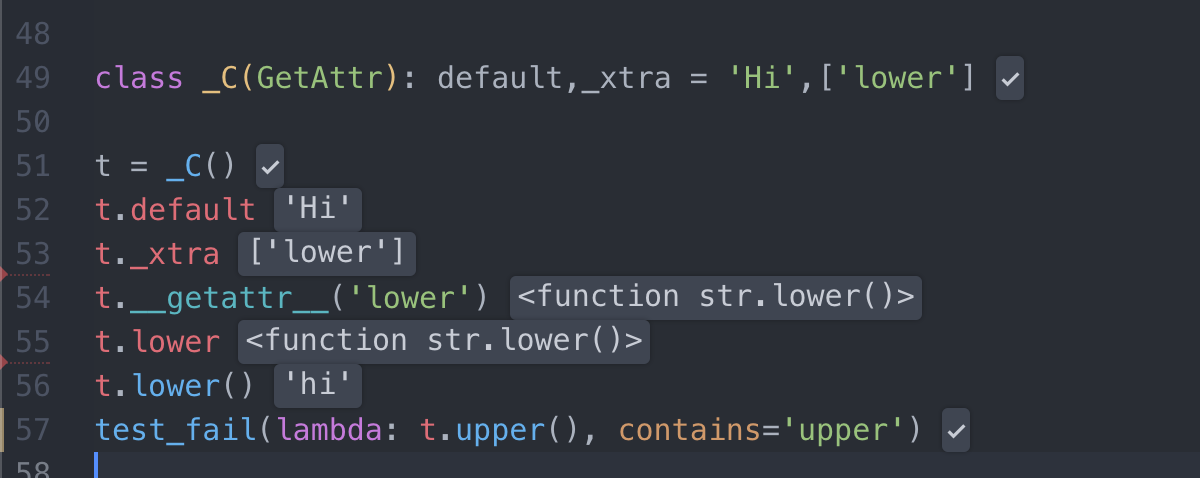 48
49 class _C(GetAttr): default,_xtra = 'Hi',['lower'] ✓
50
51 t = _C() ✓
52 t.default 'Hi'
53 t._xtra ['lower']
54 t.__getattr__('lower') <function str.lower()>
55 t.lower <function str.lower()>
56 t.lower() 'hi'
57 test_fail(lambda: t.upper(), contains='upper') ✓
58